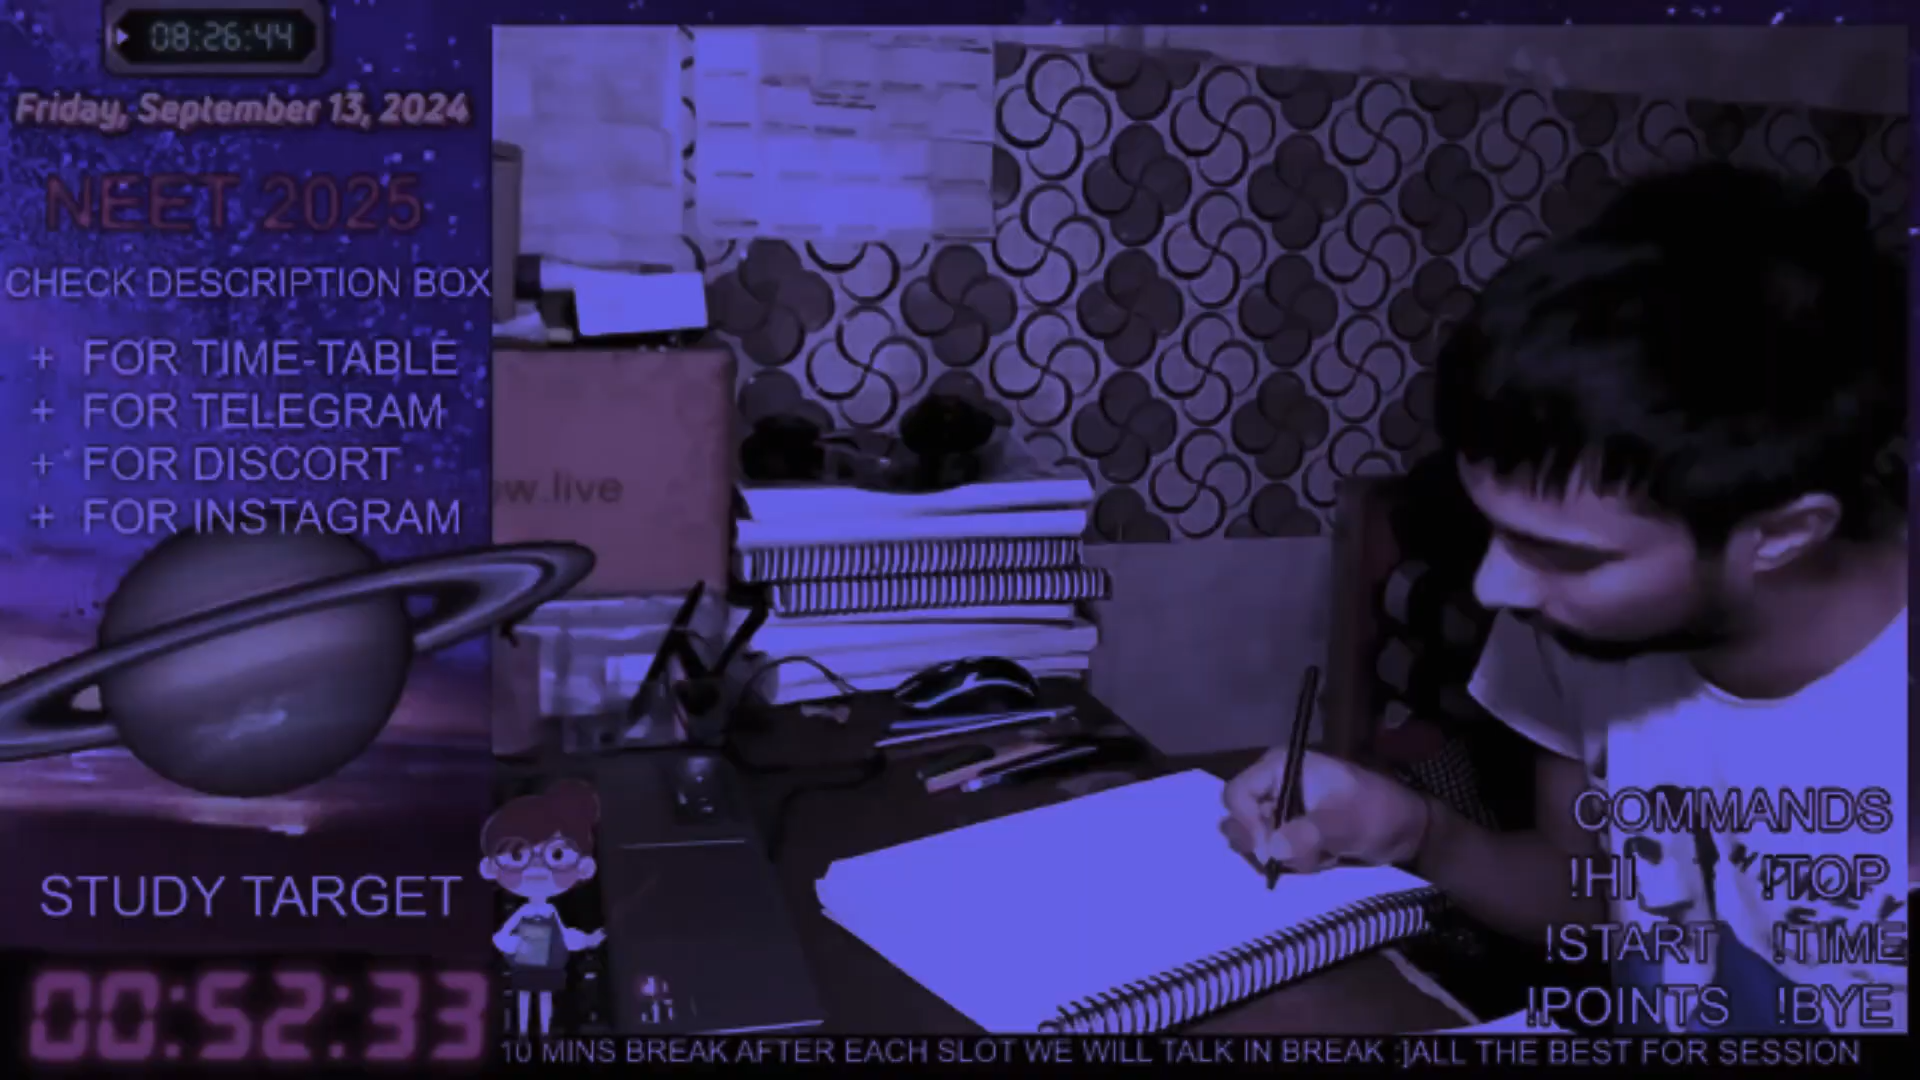 08:26:44
Friday, September 13, 2024
NEET 2025
CHECK DESCRIPTION BOX
+ FOR TIME-TABLE
+ FOR TELEGRAM
+ FOR DISCORT
+ FOR INSTAGRAM
STUDY TARGET
00:52:33
ow.live
COMMANDS
!HI !TOP
!START !TIME
!POINTS !BYE
10 MINS BREAK AFTER EACH SLOT WE WILL TALK IN BREAK :]ALL THE BEST FOR SESSION